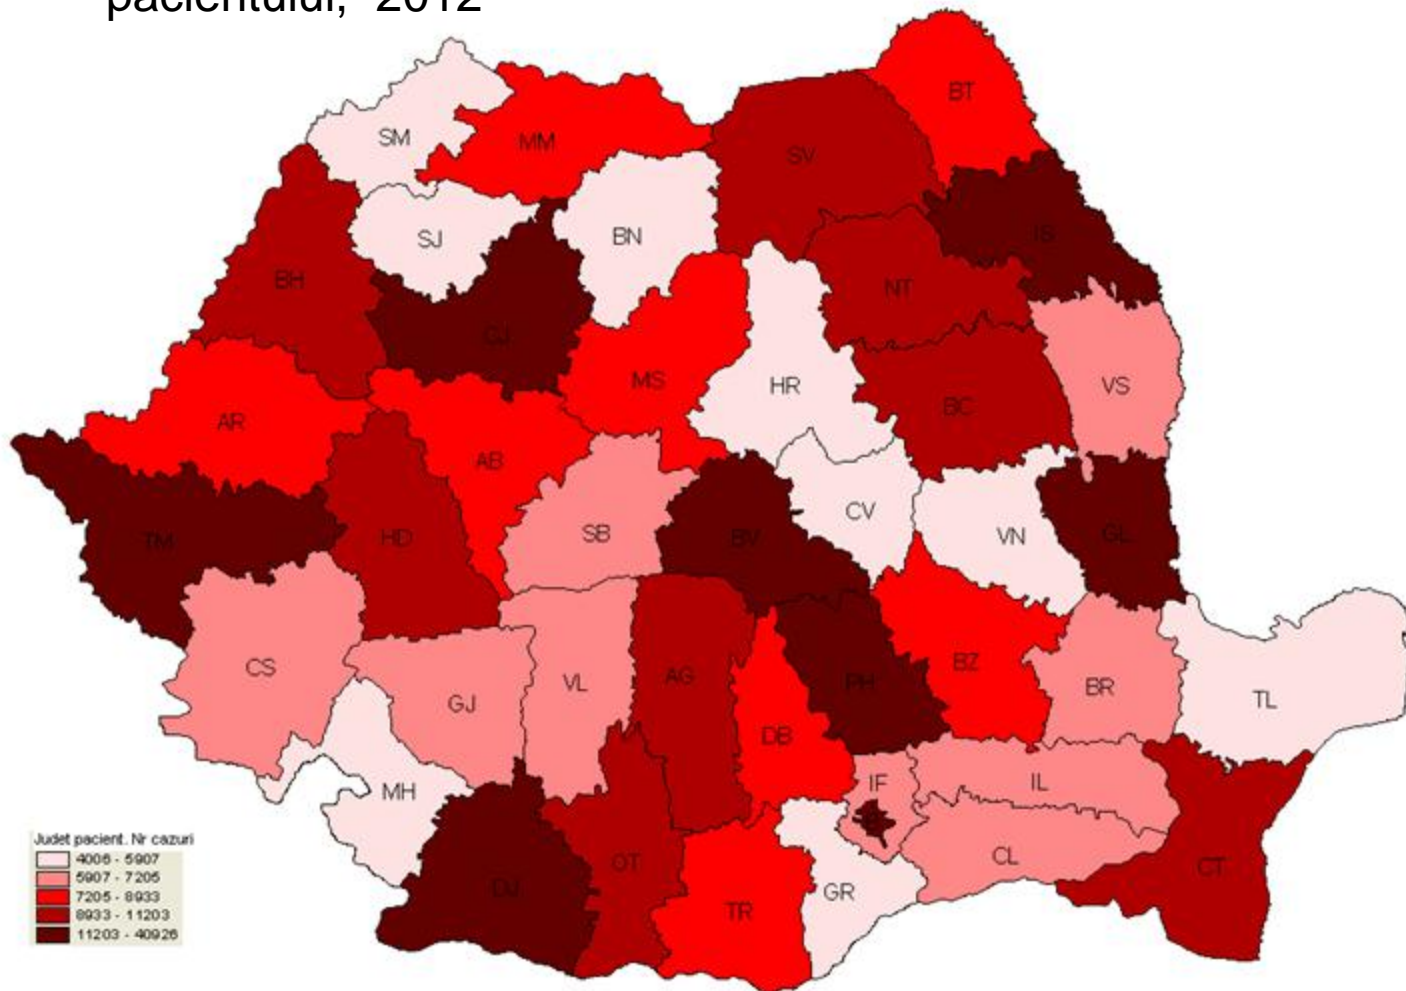 pacientului, 2012
BT
SM
MM
SV
SJ
BN
IS
BH
NT
CJ
MS
HR
VS
BC
AR
AB
CV
SB
VN
GL
TM
HD
BV
CS
GJ
VL
AG
PH
BZ
BR
TL
DB
MH
IF
IL
CL
CT
OT
DJ
TR
GR
Judet pacient. Nr cazuri
4006 - 5907
5907 - 7205
7205 - 8933
8933 - 11203
11203 - 40926